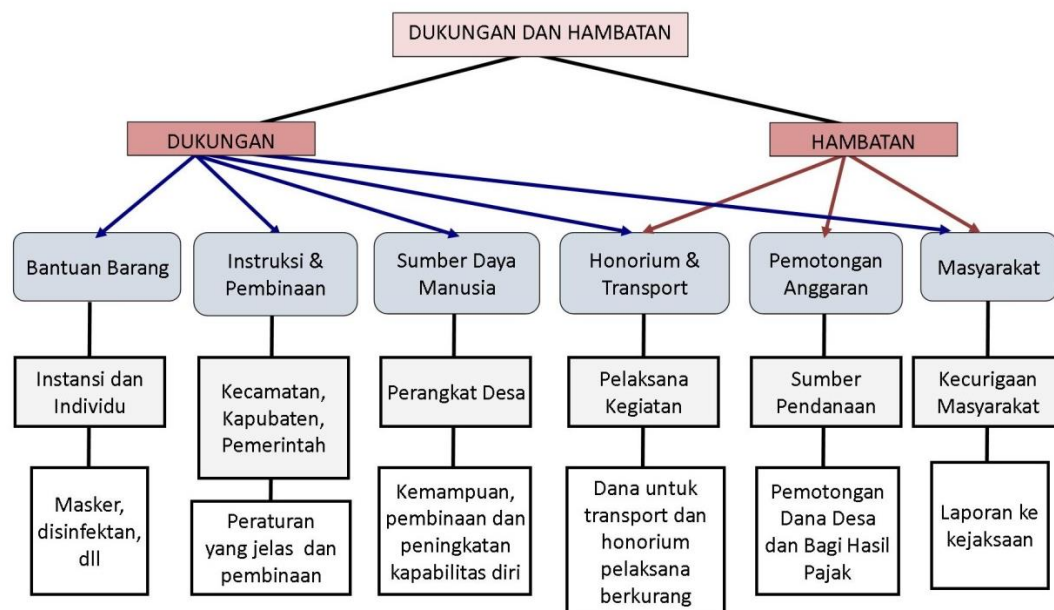 DUKUNGAN DAN HAMBATAN
DUKUNGAN
HAMBATAN
Bantuan Barang
Instruksi &
Pembinaan
Sumber Daya
Manusia
Honorium &
Transport
Pemotongan
Anggaran
Masyarakat
Instansi dan
Individu
Kecamatan,
Kapubaten,
Pemerintah
Perangkat Desa
Pelaksana
Kegiatan
Sumber
Pendanaan
Kecurigaan
Masyarakat
Masker,
disinfektan,
dll
Peraturan
yang jelas dan
pembinaan
Kemampuan,
pembinaan dan
peningkatan
kapabilitas diri
Dana untuk
transport dan
honorium
pelaksana
berkurang
Pemotongan
Dana Desa
dan Bagi Hasil
Pajak
Laporan ke
kejaksaan